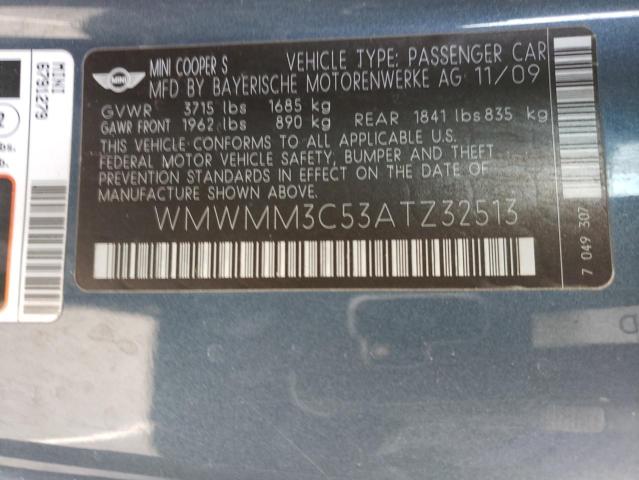 MINI
MINI COOPER S VEHICLE TYPE: PASSENGER CAR
MFD BY BAYERISCHE MOTORENWERKE AG 11/09
GVWR 3715 lbs 1685 kg
GAWR FRONT 1962 lbs 890 kg REAR 1841 lbs 835 kg
THIS VEHICLE CONFORMS TO ALL APPLICABLE U.S.
FEDERAL MOTOR VEHICLE SAFETY, BUMPER AND THEFT
PREVENTION STANDARDS IN EFFECT ON THE DATE OF
MANUFACTURE SHOWN ABOVE.
WMWMM3C53ATZ32513
7 049 307
MINI
lbs.